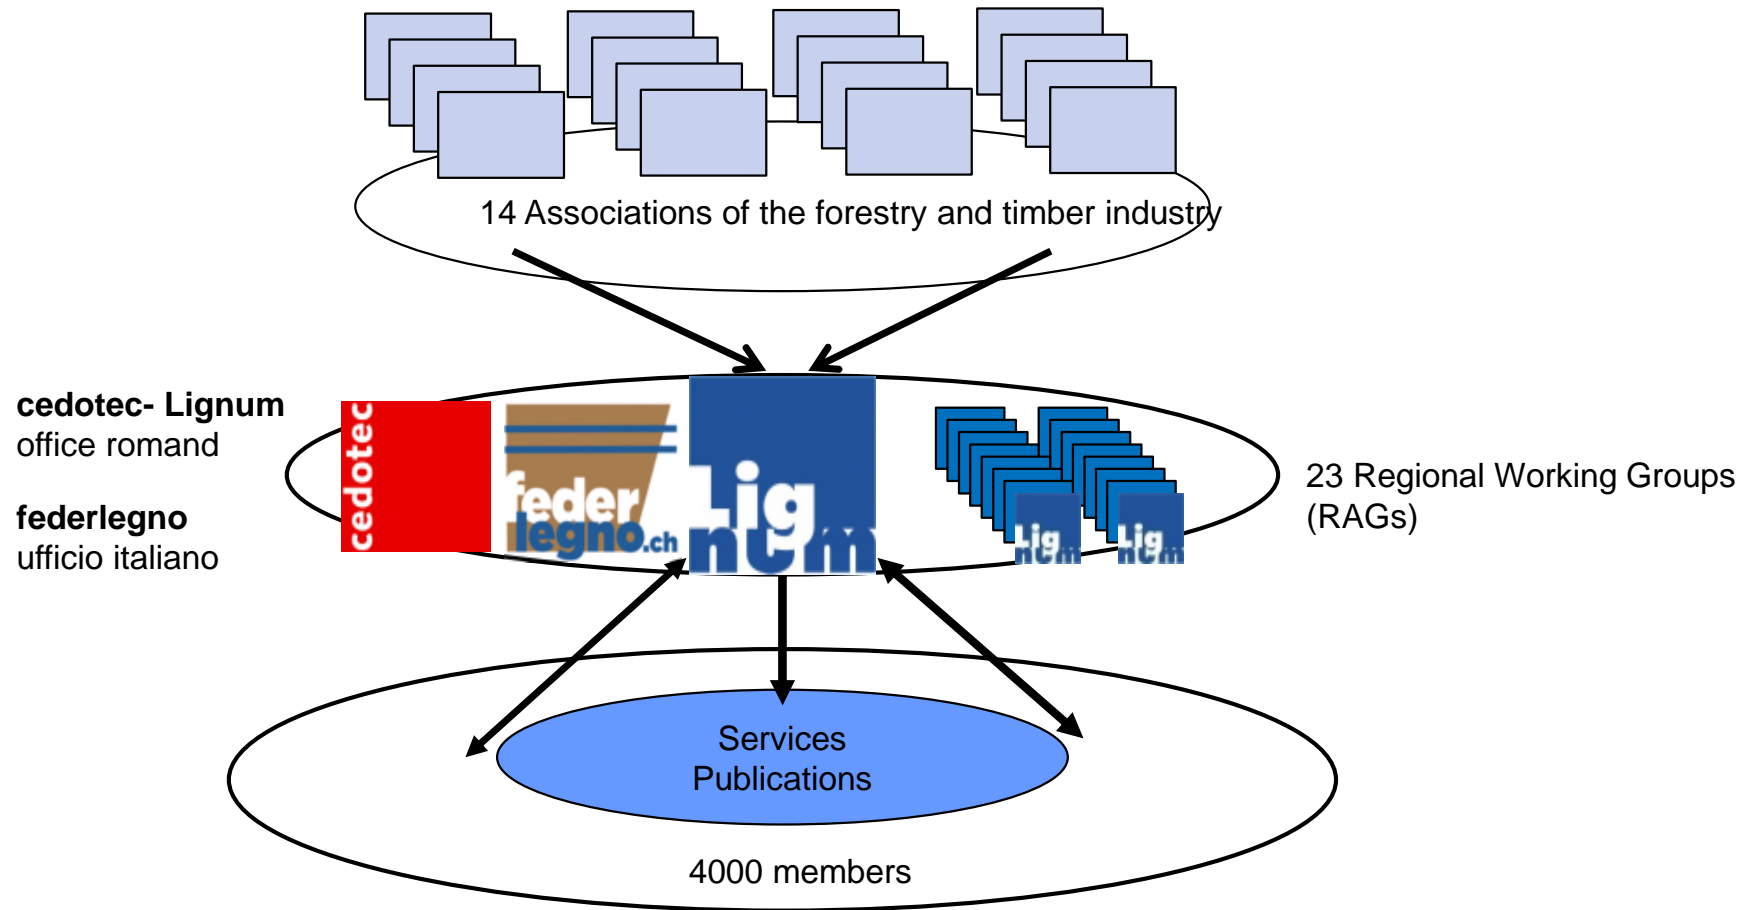 14 Associations of the forestry and timber industry
cedotec- Lignum
office romand
federlegno
ufficio italiano
cedotec
feder
legno.ch
Lig
num
Lig
num
Lig
num
23 Regional Working Groups
(RAGs)
Services
Publications
4000 members